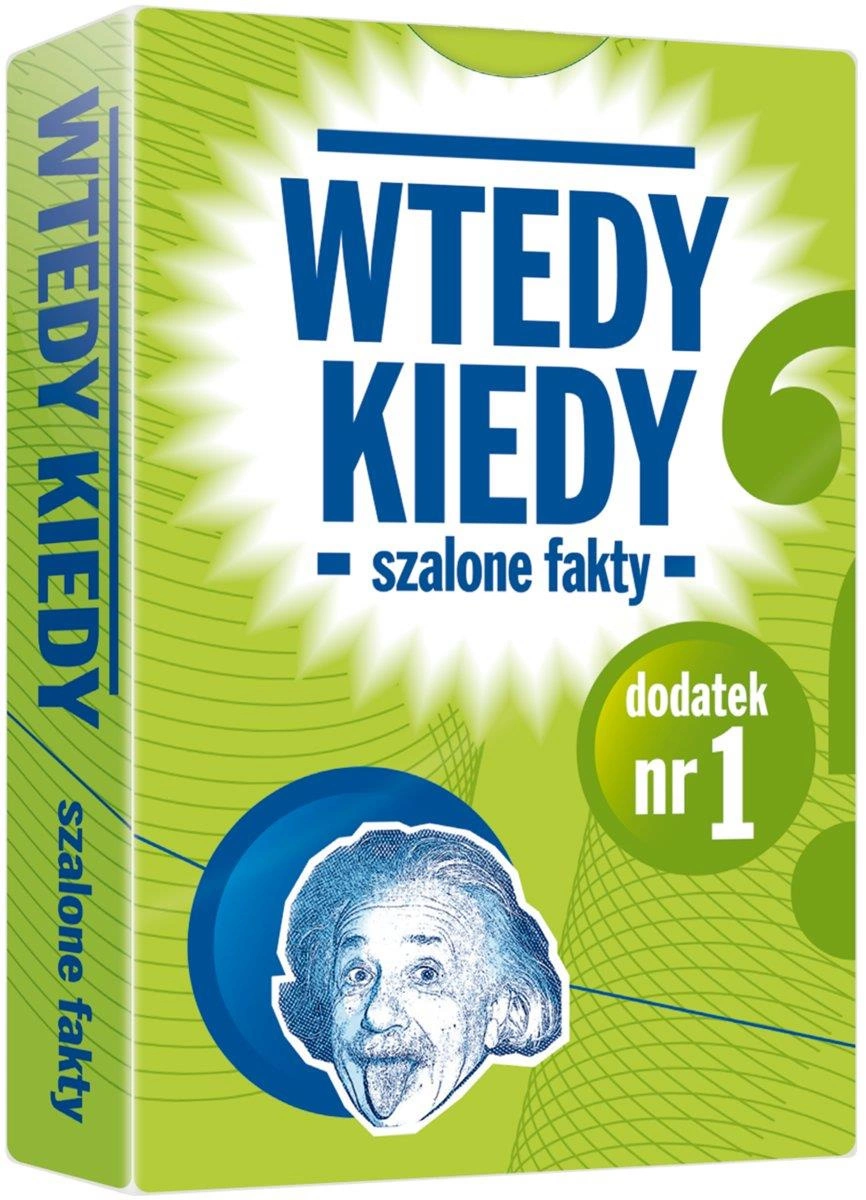 WTEDY KIEDY szalone fakty
WTEDY
KIEDY
- szalone fakty -
dodatek
nr 1